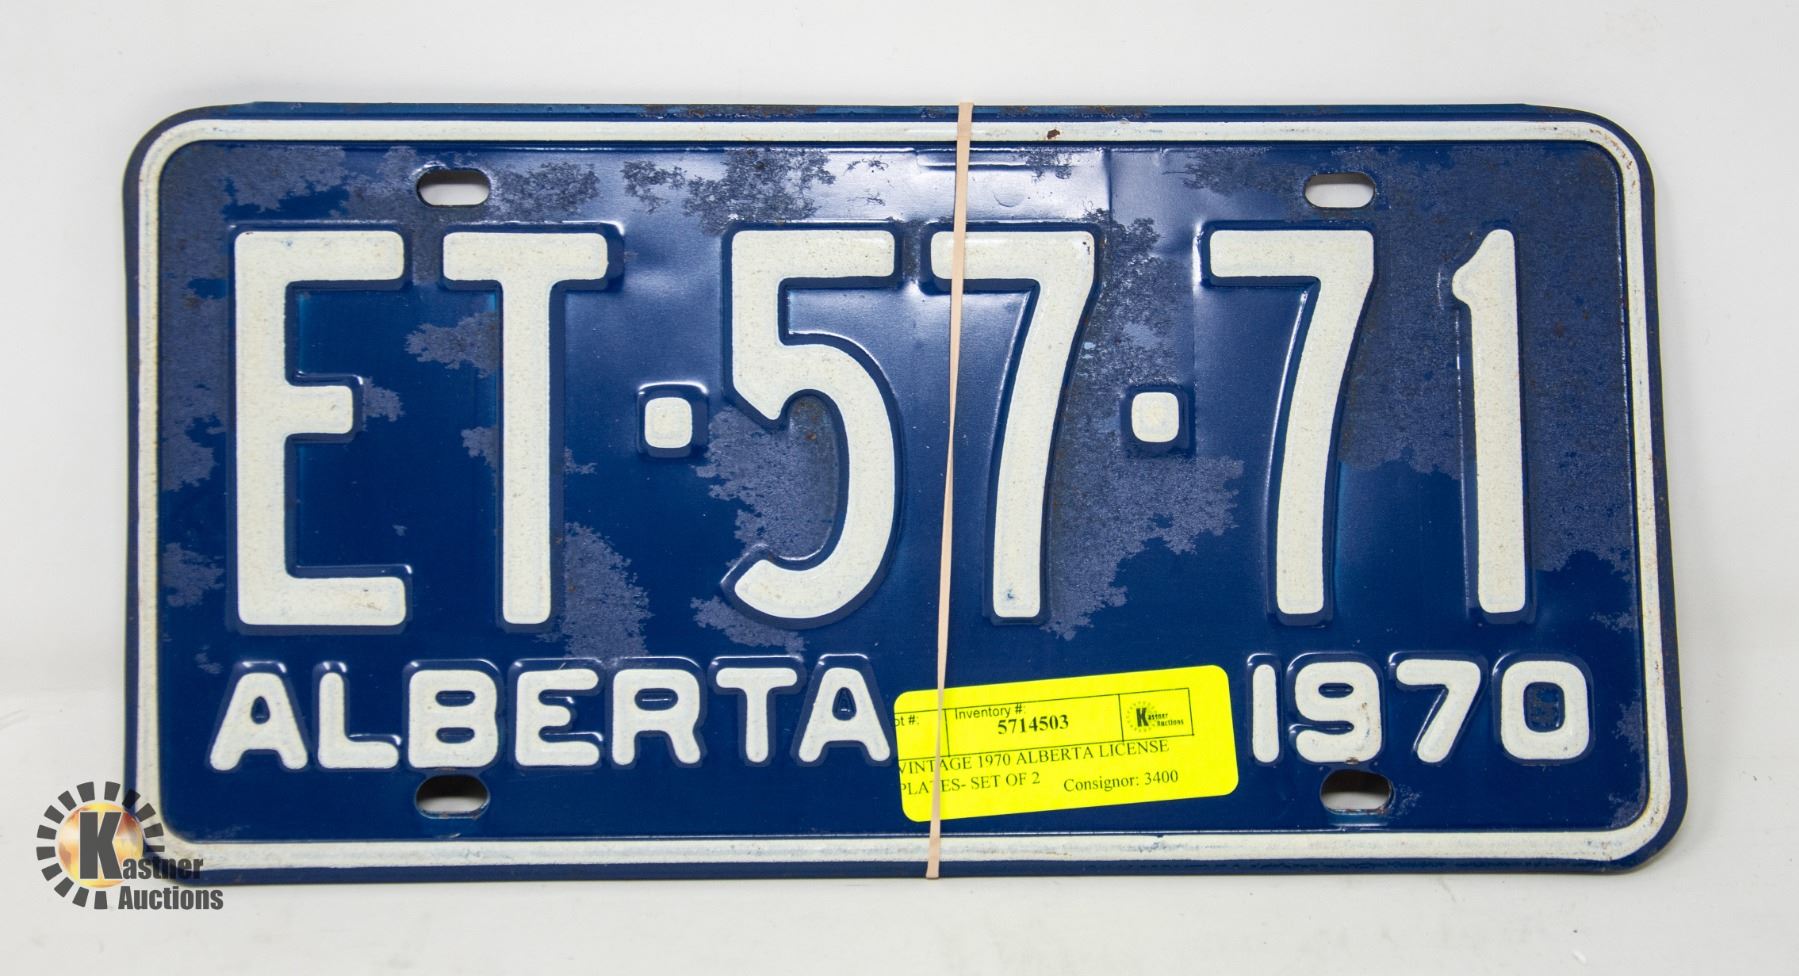 ET·57·71
ALBERTA 1970
ot #: Inventory #:
5714503
Kastner Auctions
VINTAGE 1970 ALBERTA LICENSE
PLATES- SET OF 2 Consignor: 3400
Kastner
Auctions